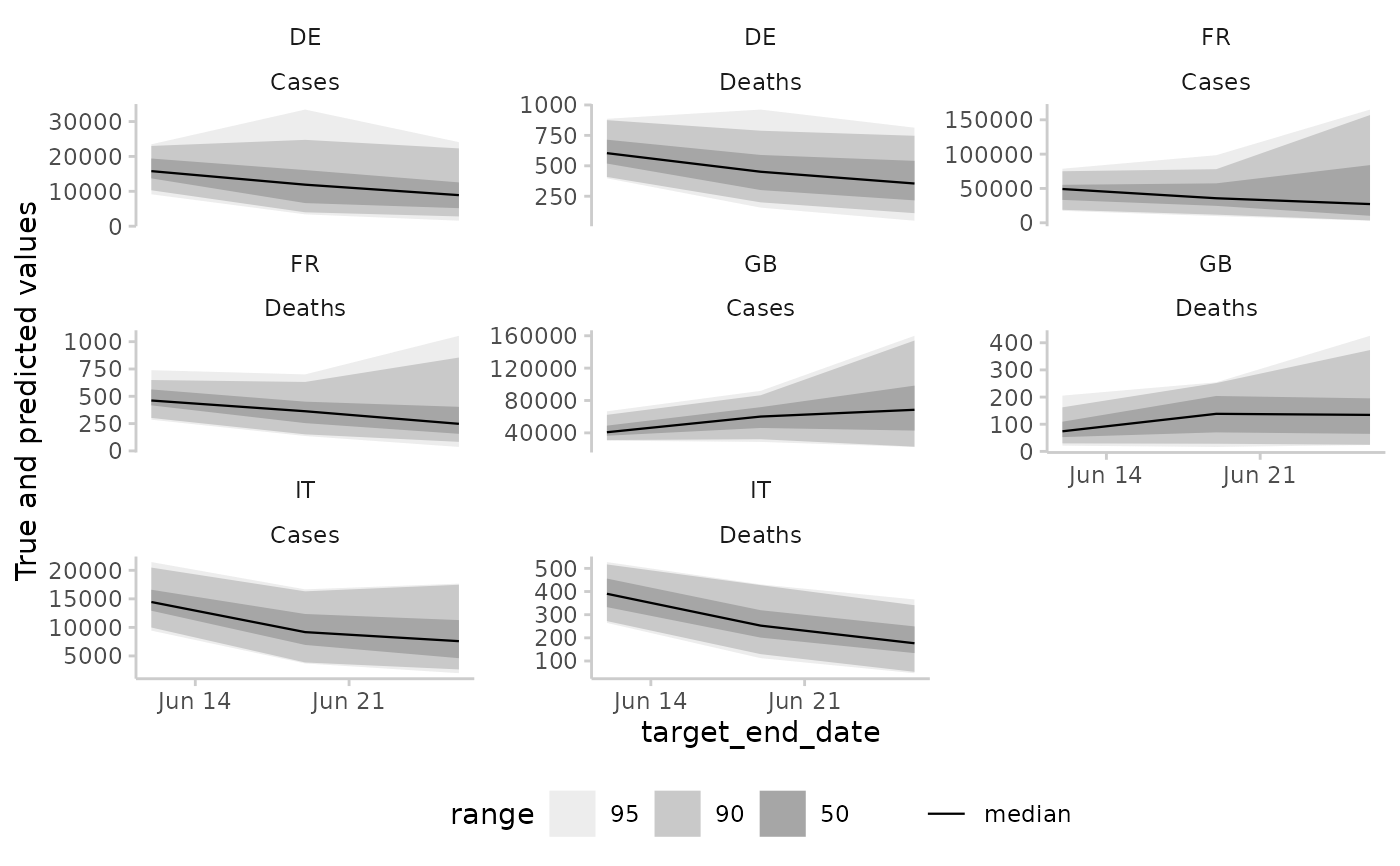 DE
Cases
30000
20000
10000
0
DE
Deaths
1000
750
500
250
FR
Cases
150000
100000
50000
0
FR
Deaths
1000
750
500
250
0
GB
Cases
160000
120000
80000
40000
GB
Deaths
400
300
200
100
0
Jun 14 Jun 21
IT
Cases
20000
15000
10000
5000
Jun 14 Jun 21
IT
Deaths
500
400
300
200
100
Jun 14 Jun 21
True and predicted values
target_end_date
range 95 90 50 median